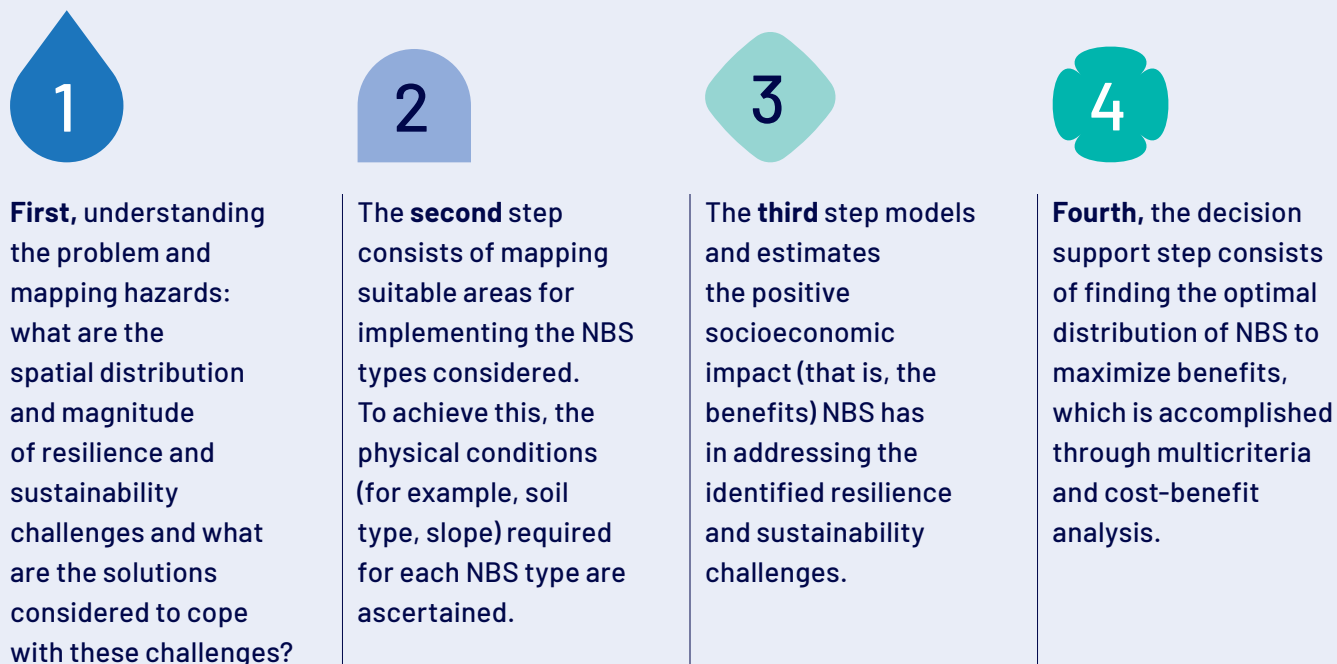 1
First, understanding
the problem and
mapping hazards:
what are the
spatial distribution
and magnitude
of resilience and
sustainability
challenges and what
are the solutions
considered to cope
with these challenges?
2
The second step
consists of mapping
suitable areas for
implementing the NBS
types considered.
To achieve this, the
physical conditions
(for example, soil
type, slope) required
for each NBS type are
ascertained.
3
The third step models
and estimates
the positive
socioeconomic
impact (that is, the
benefits) NBS has
in addressing the
identified resilience
and sustainability
challenges.
4
Fourth, the decision
support step consists
of finding the optimal
distribution of NBS to
maximize benefits,
which is accomplished
through multicriteria
and cost-benefit
analysis.